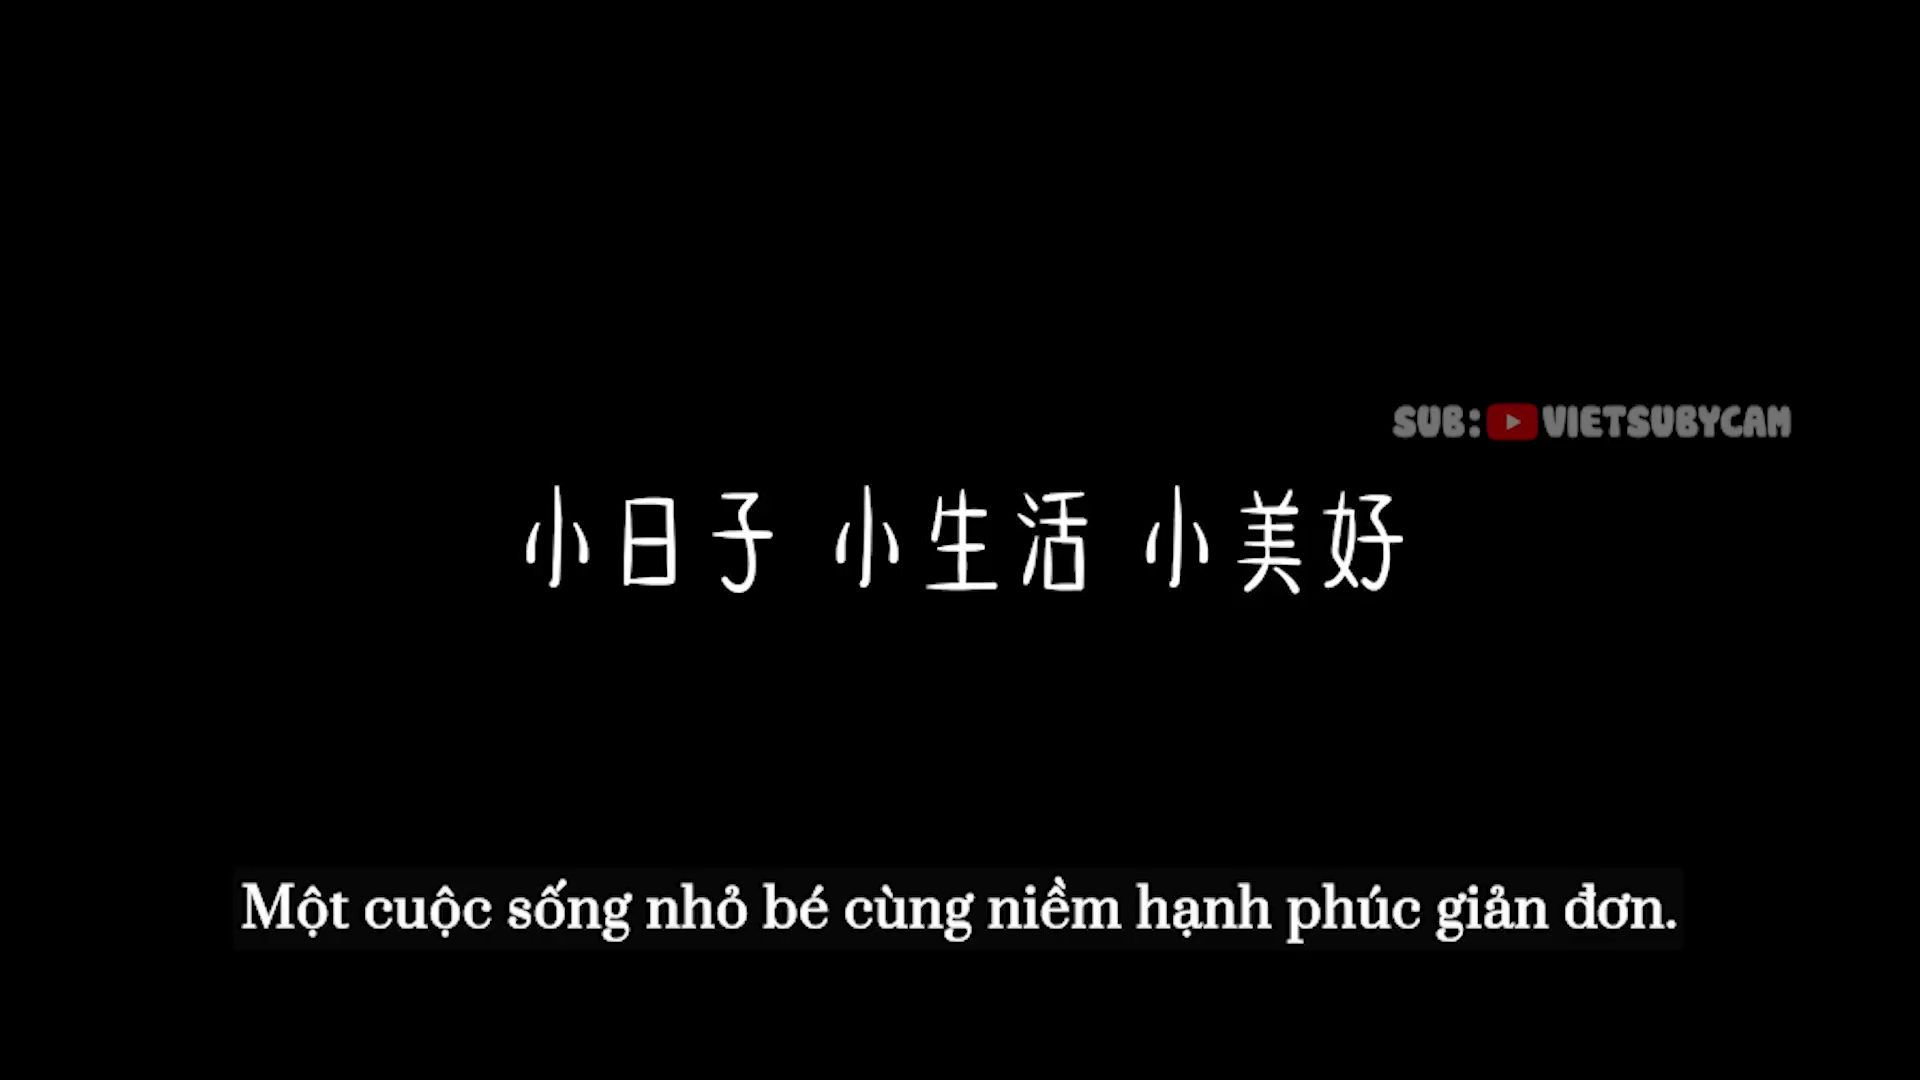 SUB: VIETSUBYCAM
小日子 小生活 小美好
Một cuộc sống nhỏ bé cùng niềm hạnh phúc giản đơn.